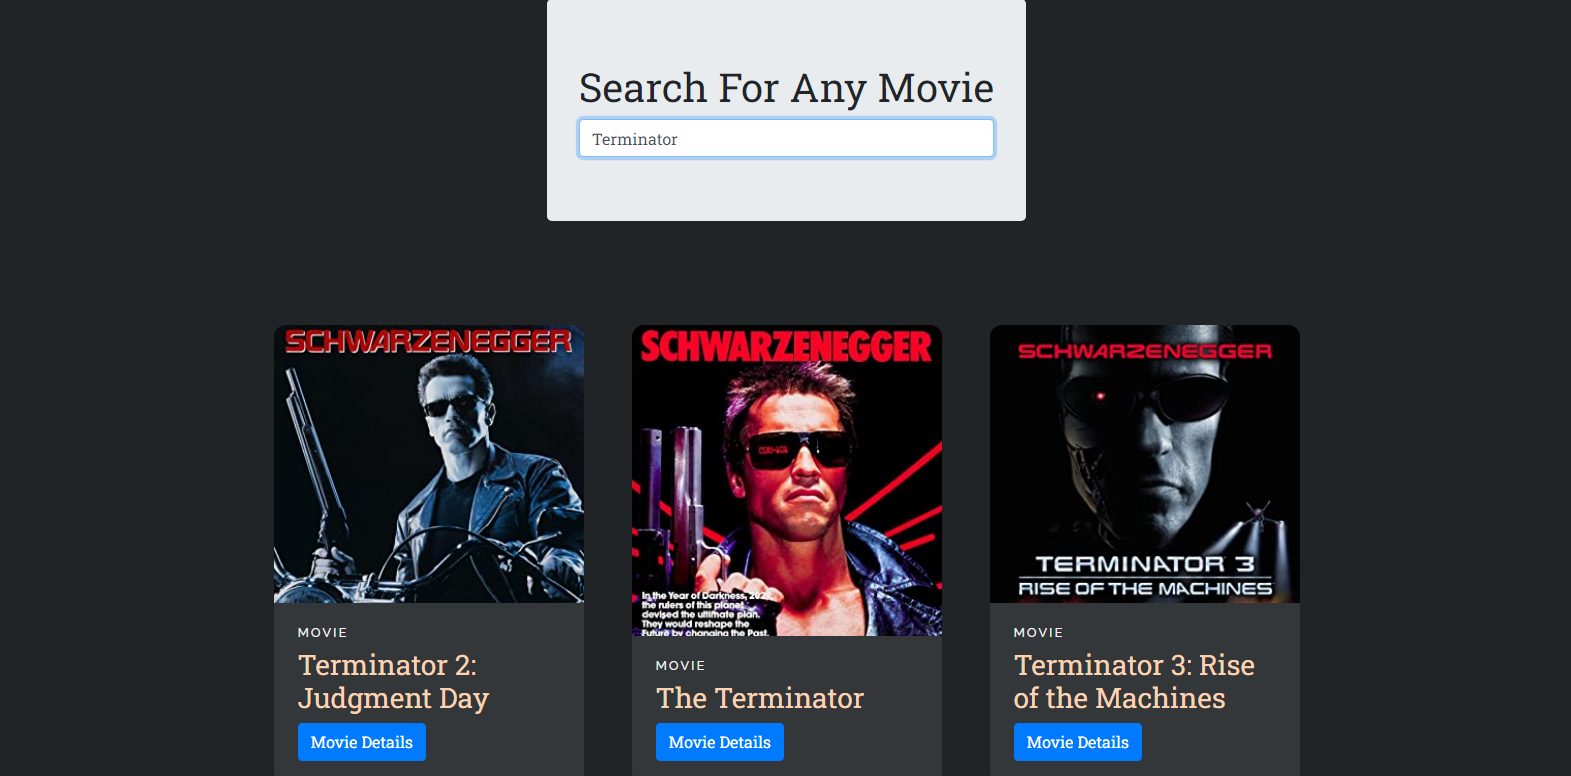 Search For Any Movie
Terminator
SCHWARZENEGGER
MOVIE
Terminator 2:
Judgment Day
Movie Details
SCHWARZENEGGER
In the Year of Darkness, 2029,
the rulers of this planet
devised the ultimate plan.
They would reshape the
Future by changing the Past.
MOVIE
The Terminator
Movie Details
SCHWARZENEGGER
TERMINATOR 3
RISE OF THE MACHINES
MOVIE
Terminator 3: Rise
of the Machines
Movie Details